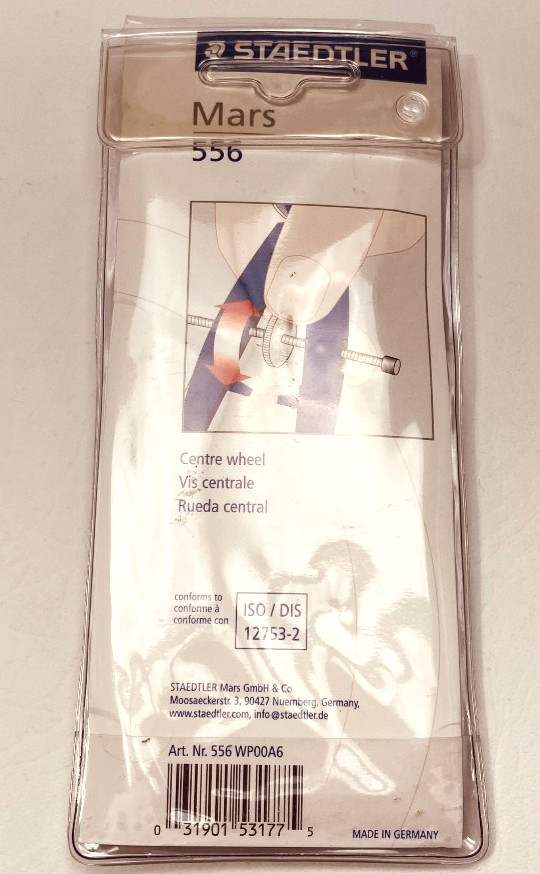 STAEDTLER®
Mars
556
Centre wheel
Vis centrale
Rueda central
conforms to
conforme à
conforme con
ISO / DIS
12753-2
STAEDTLER Mars GmbH & Co
Moosaeckerstr. 3, 90427 Nuernberg, Germany,
www.staedtler.com, info@staedtler.de
Art. Nr. 556 WP00A6
0 31901 53177 5
MADE IN GERMANY